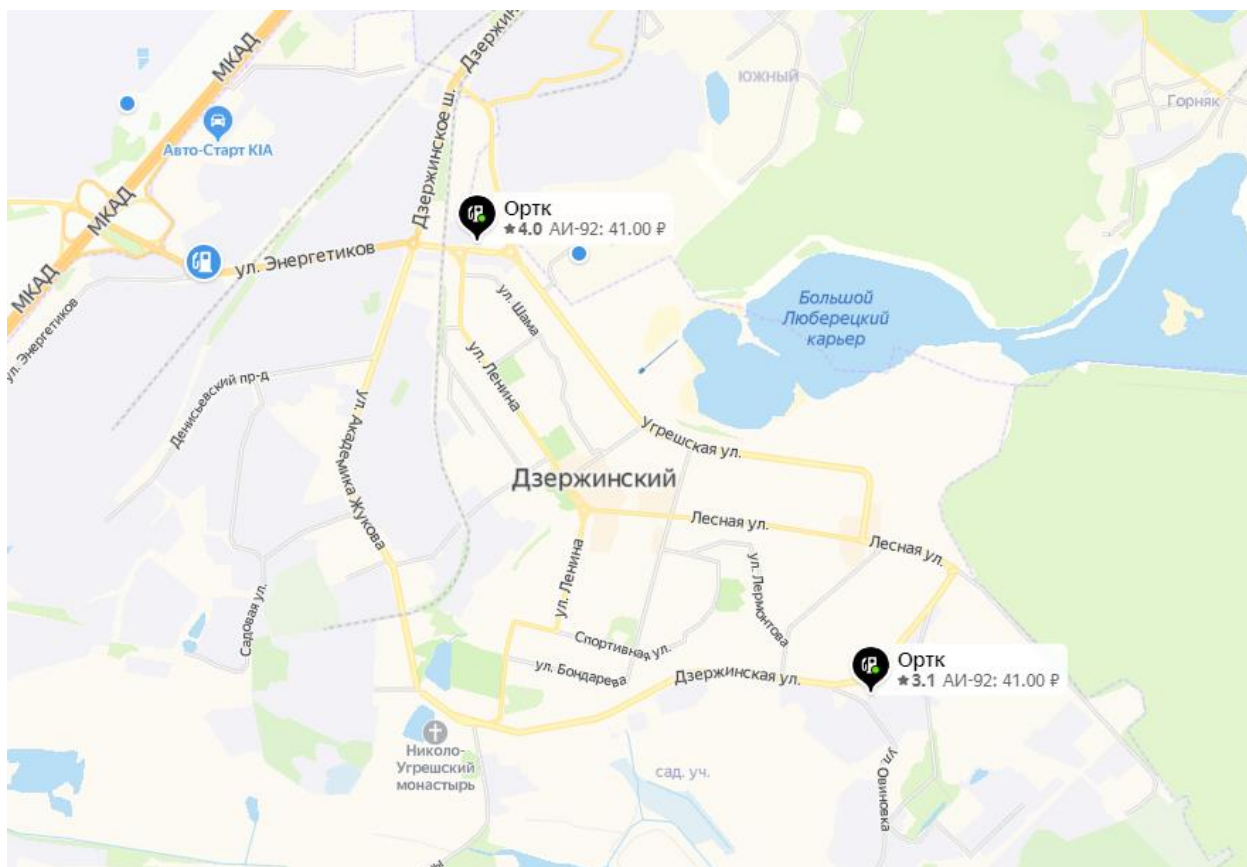 МКАД
Дзержин
Дзержинское ш.
ЮЖНЫЙ
Горняк
Авто-Старт KIA
МКАД
МКАД
Ортк
★4.0 АИ-92: 41.00 ₽
ул. Энергетиков
ул. Энергетиков
ул. Шама
Большой
Люберецкий
карьер
ул. Ленина
Денисьевский пр-д
ул. Академика Жукова
Угрешская ул.
Дзержинский
Лесная ул.
Лесная ул.
ул. Ленина
ул. Лермонтова
Садовая ул.
Спортивная ул.
ул. Бондарева
Дзержинская ул.
Ортк
★3.1 АИ-92: 41.00 ₽
Николо-
Угрешский
монастырь
сад. уч.
ул. Овиновка